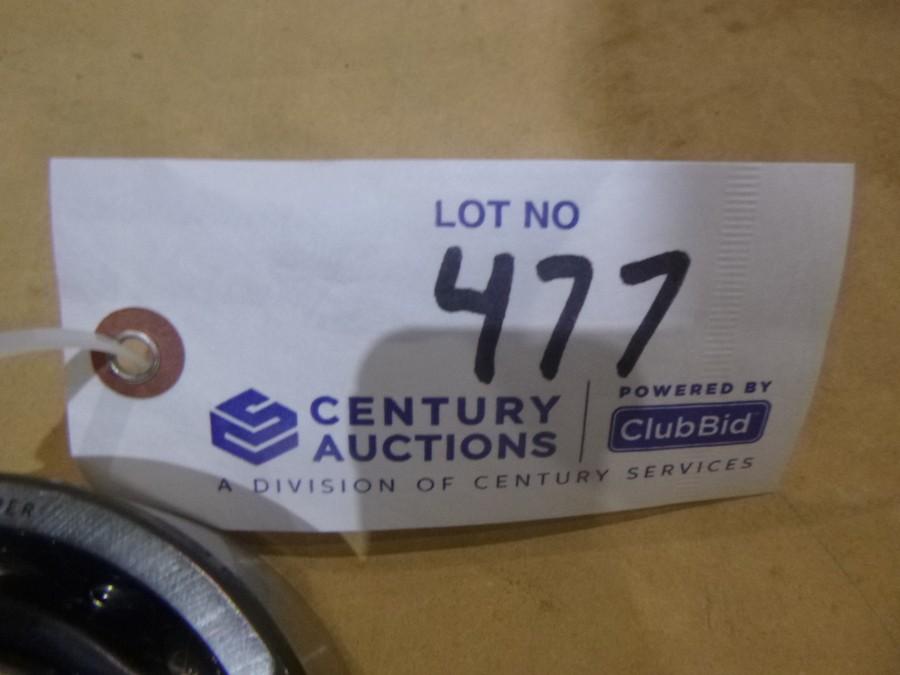 LOT NO
477
CENTURY
AUCTIONS
POWERED BY
ClubBid
A DIVISION OF CENTURY SERVICES